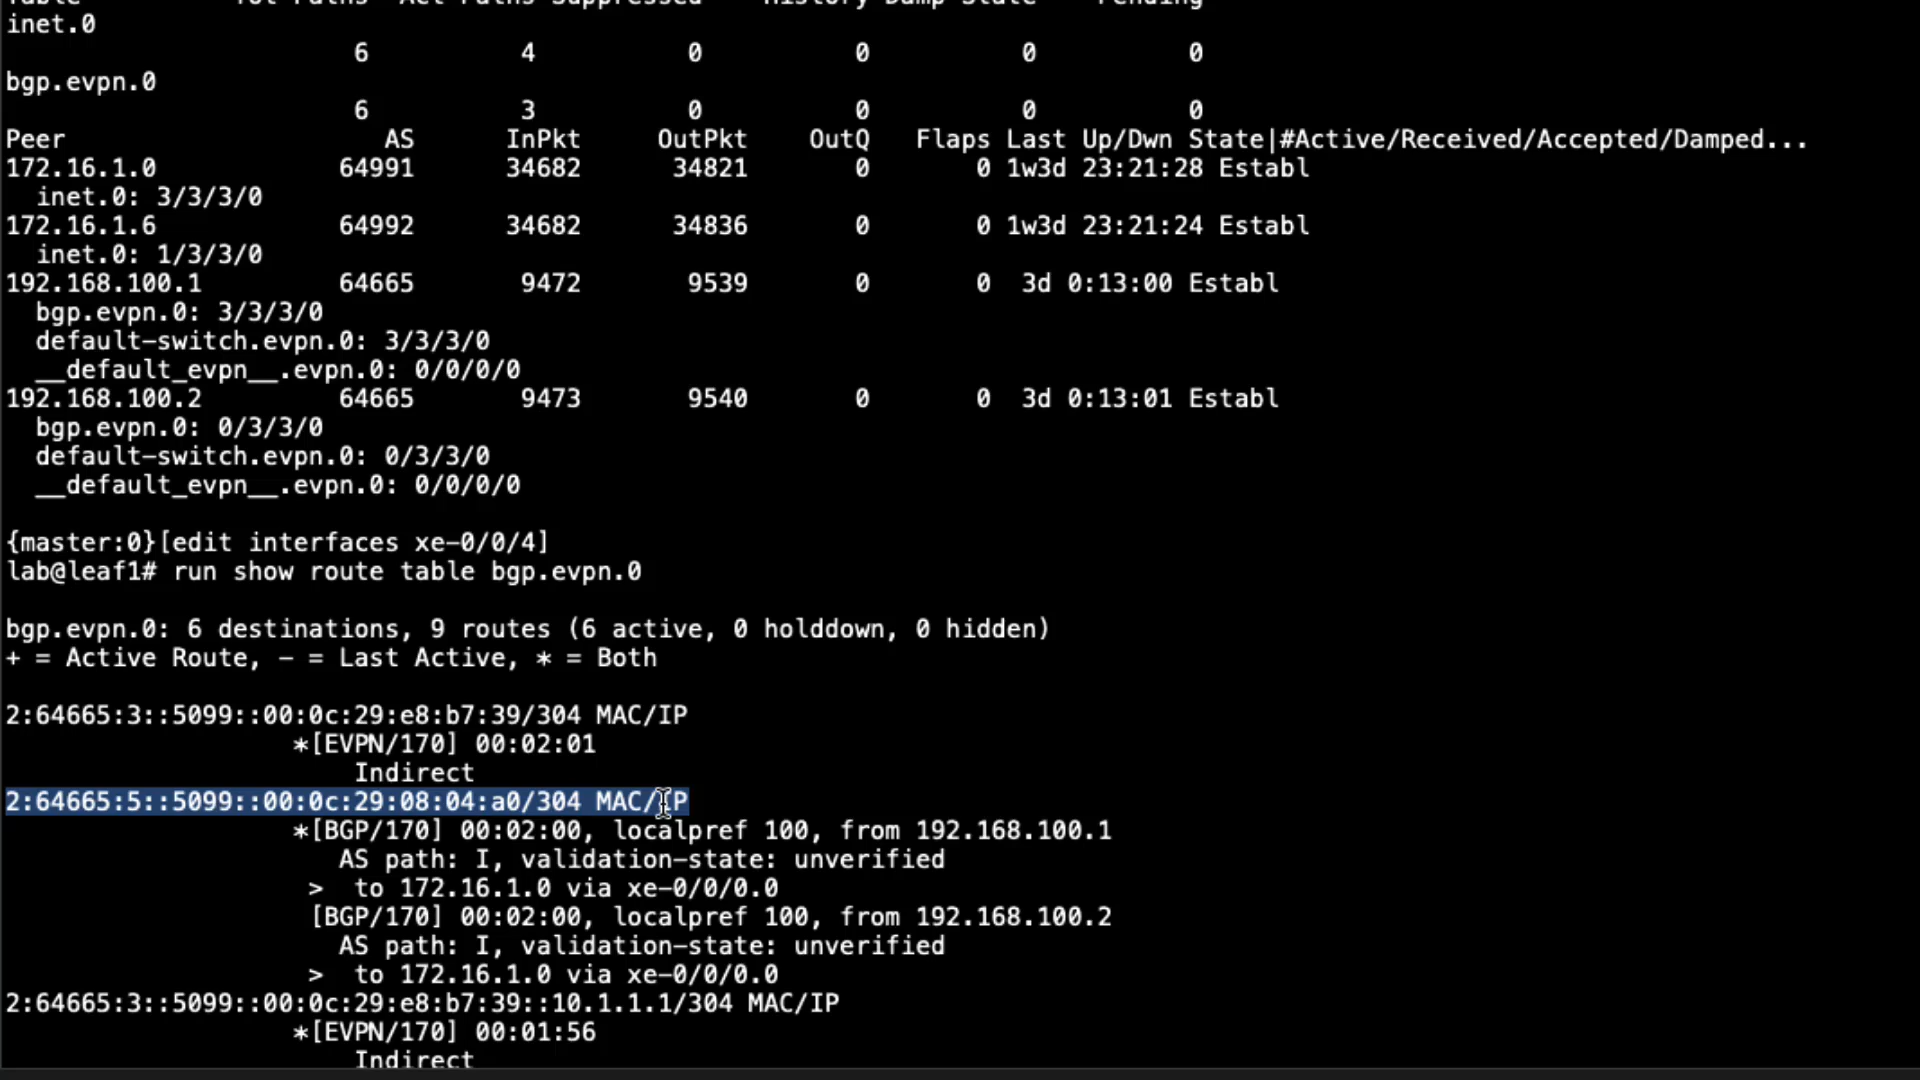 Table Tot Paths Act Paths Suppressed History Damp State Pending
inet.0
6 4 0 0 0 0
bgp.evpn.0
6 3 0 0 0 0
Peer AS InPkt OutPkt OutQ Flaps Last Up/Dwn State|#Active/Received/Accepted/Damped...
172.16.1.0 64991 34682 34821 0 0 1w3d 23:21:28 Establ
inet.0: 3/3/3/0
172.16.1.6 64992 34682 34836 0 0 1w3d 23:21:24 Establ
inet.0: 1/3/3/0
192.168.100.1 64665 9472 9539 0 0 3d 0:13:00 Establ
bgp.evpn.0: 3/3/3/0
default-switch.evpn.0: 3/3/3/0
__default_evpn__.evpn.0: 0/0/0/0
192.168.100.2 64665 9473 9540 0 0 3d 0:13:01 Establ
bgp.evpn.0: 0/3/3/0
default-switch.evpn.0: 0/3/3/0
__default_evpn__.evpn.0: 0/0/0/0
{master:0}[edit interfaces xe-0/0/4]
lab@leaf1# run show route table bgp.evpn.0
bgp.evpn.0: 6 destinations, 9 routes (6 active, 0 holddown, 0 hidden)
+ = Active Route, - = Last Active, * = Both
2:64665:3::5099::00:0c:29:e8:b7:39/304 MAC/IP
*[EVPN/170] 00:02:01
Indirect
2:64665:5::5099::00:0c:29:08:04:a0/304 MAC/IP
*[BGP/170] 00:02:00, localpref 100, from 192.168.100.1
AS path: I, validation-state: unverified
> to 172.16.1.0 via xe-0/0/0.0
[BGP/170] 00:02:00, localpref 100, from 192.168.100.2
AS path: I, validation-state: unverified
> to 172.16.1.0 via xe-0/0/0.0
2:64665:3::5099::00:0c:29:e8:b7:39::10.1.1.1/304 MAC/IP
*[EVPN/170] 00:01:56
Indirect